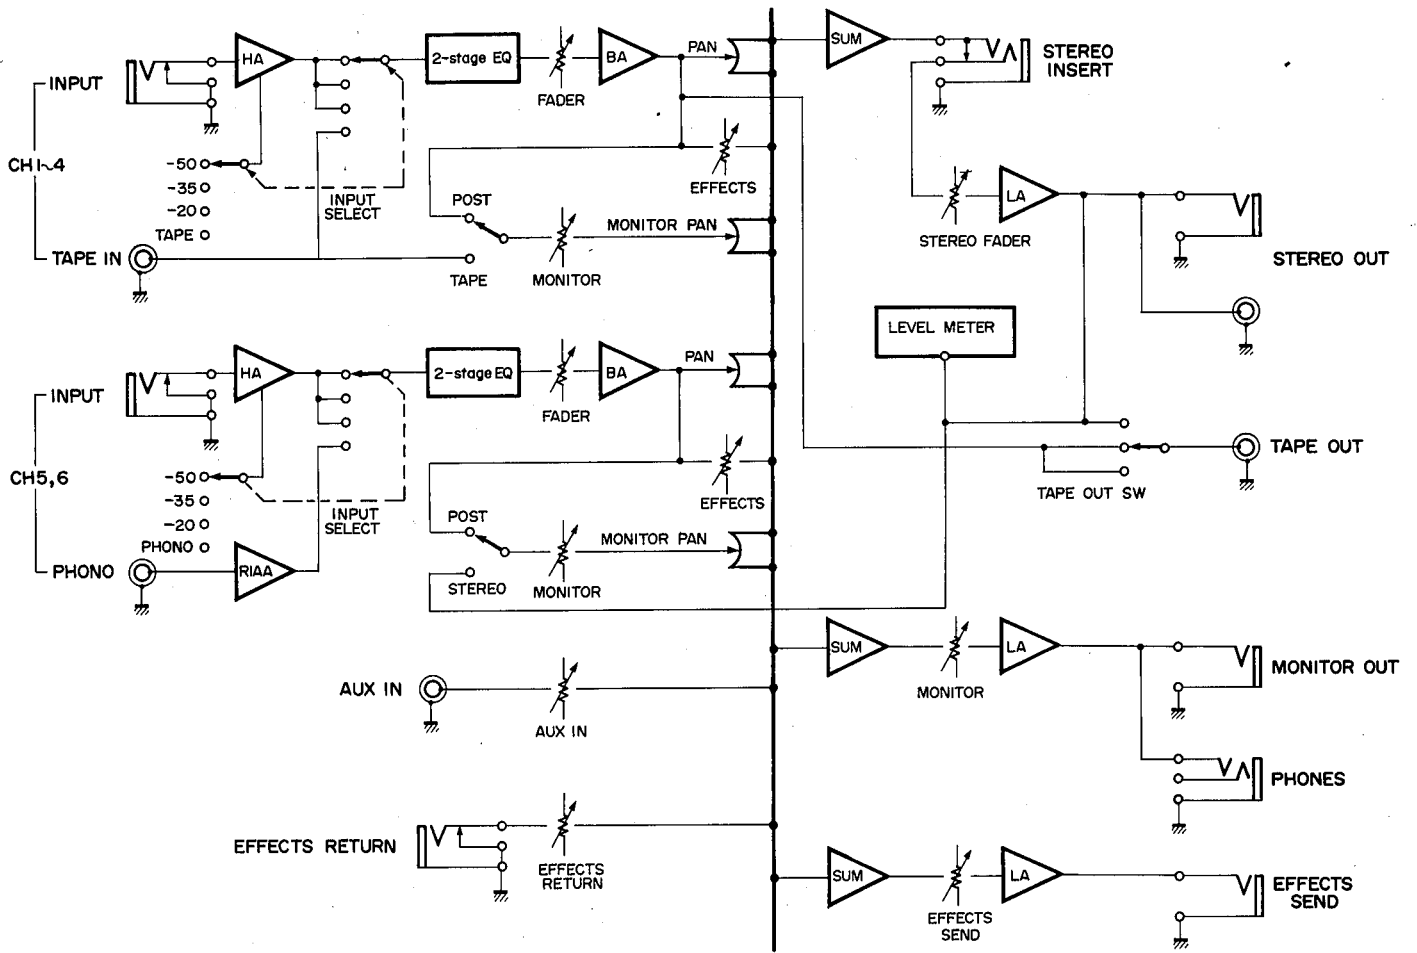 INPUT
CH1~4
TAPE IN
HA
-50
-35
-20
TAPE
INPUT
SELECT
2-stage EQ
FADER
BA
PAN
EFFECTS
POST
TAPE
MONITOR
MONITOR PAN
INPUT
CH5,6
PHONO
HA
-50
-35
-20
PHONO
RIAA
INPUT
SELECT
2-stage EQ
FADER
BA
PAN
EFFECTS
POST
STEREO
MONITOR
MONITOR PAN
AUX IN
AUX IN
EFFECTS RETURN
EFFECTS
RETURN
SUM
STEREO
INSERT
STEREO FADER
LA
STEREO OUT
LEVEL METER
TAPE OUT
TAPE OUT SW
SUM
MONITOR
LA
MONITOR OUT
PHONES
SUM
EFFECTS
SEND
LA
EFFECTS
SEND